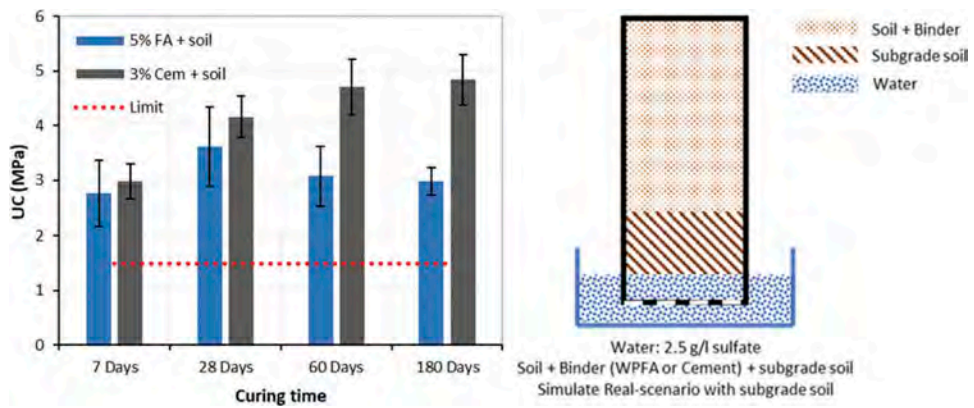 6
5
4
3
2
1
0
UC (MPa)
5% FA + soil
3% Cem + soil
Limit
7 Days
28 Days
60 Days
180 Days
Curing time
Soil + Binder
Subgrade soil
Water
Water: 2.5 g/l sulfate
Soil + Binder (WPFA or Cement) + subgrade soil
Simulate Real-scenario with subgrade soil